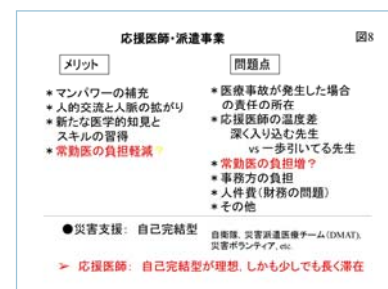 応援医師・派遣事業
図8
メリット
＊マンパワーの補充
＊人的交流と人脈の拡がり
＊新たな医学的知見と
スキルの習得
＊常勤医の負担軽減？
問題点
＊医療事故が発生した場合
の責任の所在
＊応援医師の温度差
深く入り込む先生
vs 一歩引いてる先生
＊常勤医の負担増？
＊事務方の負担
＊人件費(財務の問題)
＊その他
●災害支援： 自己完結型
自衛隊、災害派遣医療チーム(DMAT)、
災害ボランティア, etc.
➢ 応援医師： 自己完結型が理想、しかも少しでも長く滞在